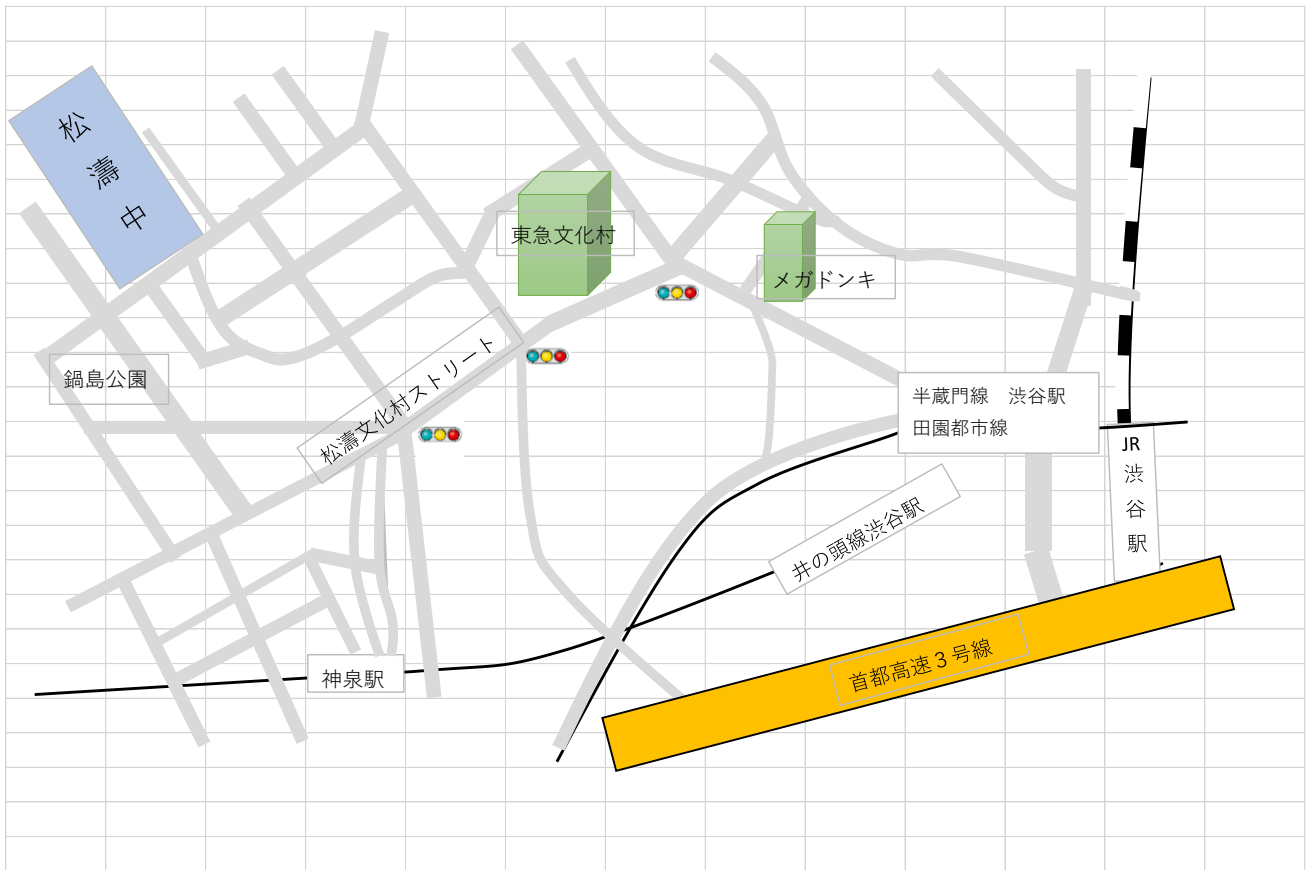 松濤中
東急文化村
メガドンキ
鍋島公園
松濤文化村ストリート
半蔵門線　渋谷駅
田園都市線
JR
渋谷駅
井の頭線渋谷駅
首都高速３号線
神泉駅